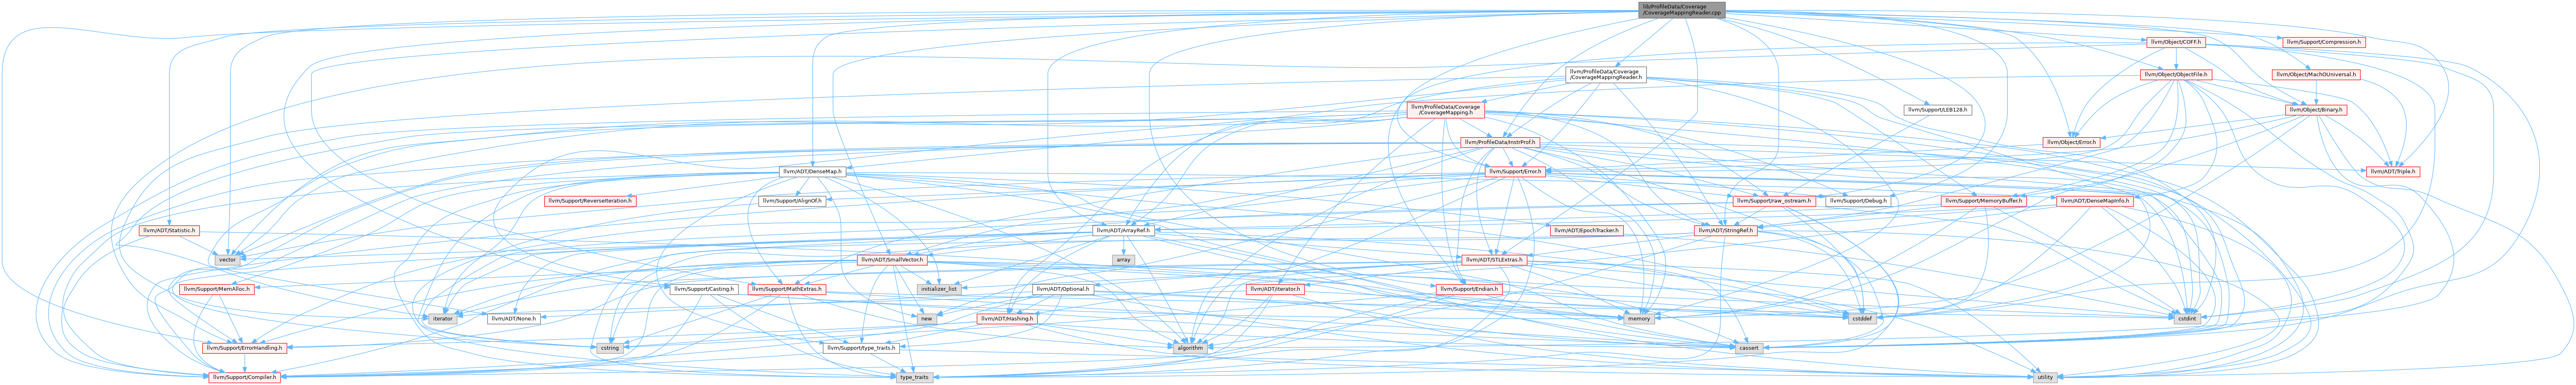 lib/ProfileData/Coverage
/CoverageMappingReader.cpp
llvm/Object/COFF.h
llvm/Support/Compression.h
llvm/ProfileData/Coverage
/CoverageMappingReader.h
llvm/Object/ObjectFile.h
llvm/Object/MachOUniversal.h
llvm/ProfileData/Coverage
/CoverageMapping.h
llvm/Support/LEB128.h
llvm/Object/Binary.h
llvm/ProfileData/InstrProf.h
llvm/Object/Error.h
llvm/ADT/DenseMap.h
llvm/Support/Error.h
llvm/ADT/Triple.h
llvm/Support/ReverseIteration.h
llvm/Support/AlignOf.h
llvm/Support/raw_ostream.h
llvm/Support/Debug.h
llvm/Support/MemoryBuffer.h
llvm/ADT/DenseMapInfo.h
llvm/ADT/Statistic.h
llvm/ADT/ArrayRef.h
llvm/ADT/EpochTracker.h
llvm/ADT/StringRef.h
vector
llvm/ADT/SmallVector.h
array
llvm/ADT/STLExtras.h
llvm/Support/MemAlloc.h
llvm/Support/Casting.h
llvm/Support/MathExtras.h
initializer_list
llvm/ADT/Optional.h
llvm/ADT/iterator.h
llvm/Support/Endian.h
iterator
llvm/ADT/None.h
new
llvm/ADT/Hashing.h
memory
cstddef
cstdint
llvm/Support/ErrorHandling.h
cstring
llvm/Support/type_traits.h
algorithm
cassert
llvm/Support/Compiler.h
type_traits
utility